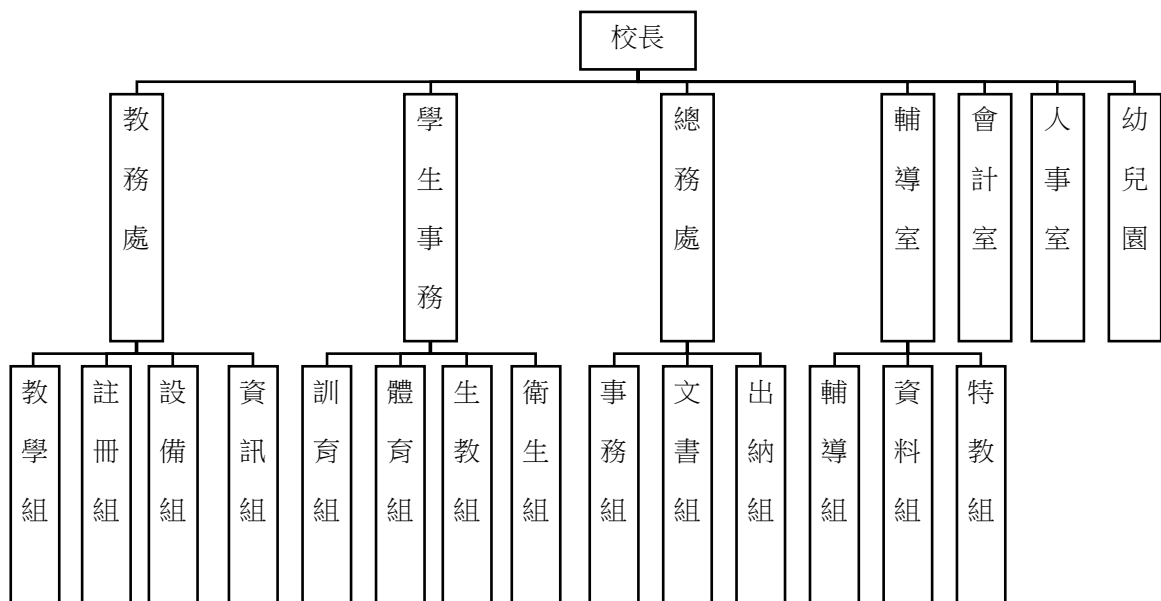 校長
教務處
學生事務
總務處
輔導室
會計室
人事室
幼兒園
教學組
註冊組
設備組
資訊組
訓育組
體育組
生教組
衛生組
事務組
文書組
出納組
輔導組
資料組
特教組